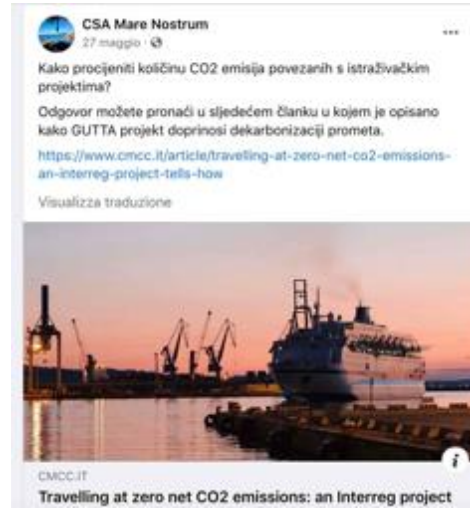 CSA Mare Nostrum
27 maggio ·
Kako procijeniti količinu CO2 emisija povezanih s istraživačkim
projektima?
Odgovor možete pronaći u sljedećem članku u kojem je opisano
kako GUTTA projekt doprinosi dekarbonizaciji prometa.
https://www.cmcc.it/article/travelling-at-zero-net-co2-emissions-
an-interreg-project-tells-how
Visualizza traduzione
CMCC.IT
Travelling at zero net CO2 emissions: an Interreg project